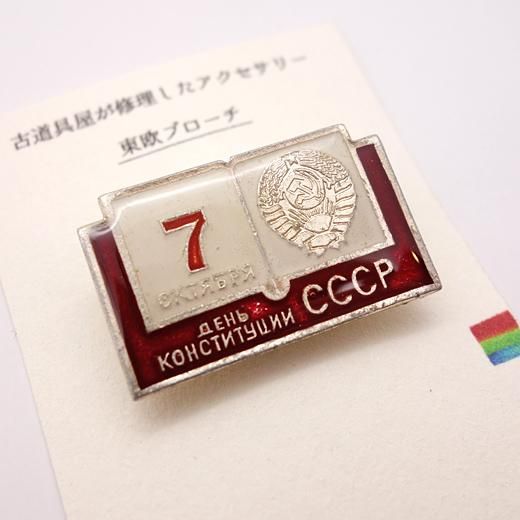 古道具屋が修理したアクセサリー
東欧ブローチ
7
ОКТЯБРЯ
ДЕНЬ
КОНСТИТУЦИИ
СССР